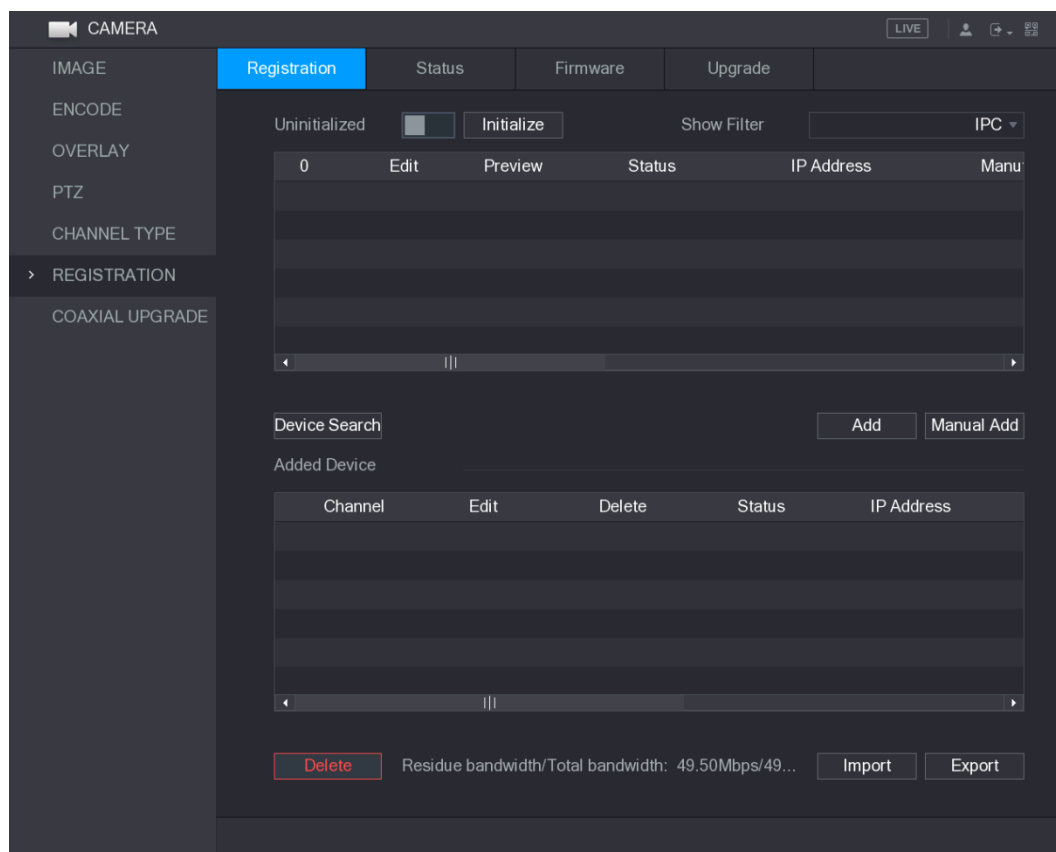 CAMERA LIVE
IMAGE Registration Status Firmware Upgrade
ENCODE
Uninitialized Initialize Show Filter IPC
OVERLAY
0 Edit Preview Status IP Address Manu
PTZ
CHANNEL TYPE
REGISTRATION
COAXIAL UPGRADE
Device Search Add Manual Add
Added Device
Channel Edit Delete Status IP Address
Delete Residue bandwidth/Total bandwidth: 49.50Mbps/49... Import Export